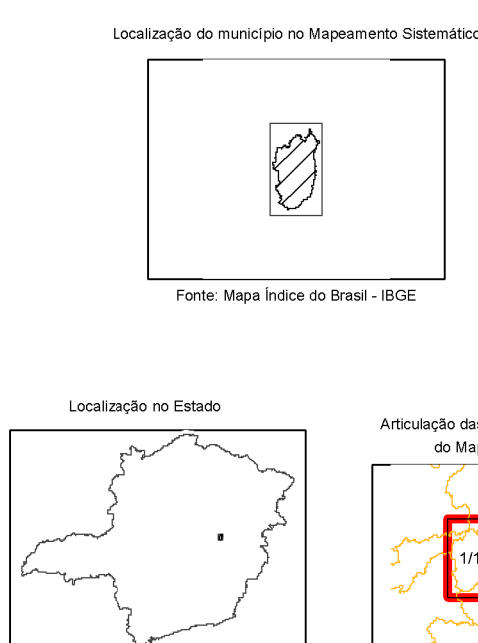 Localização do município no Mapeamento Sistemático
Fonte: Mapa Índice do Brasil - IBGE
Localização no Estado
Articulação das
do Map
1/1